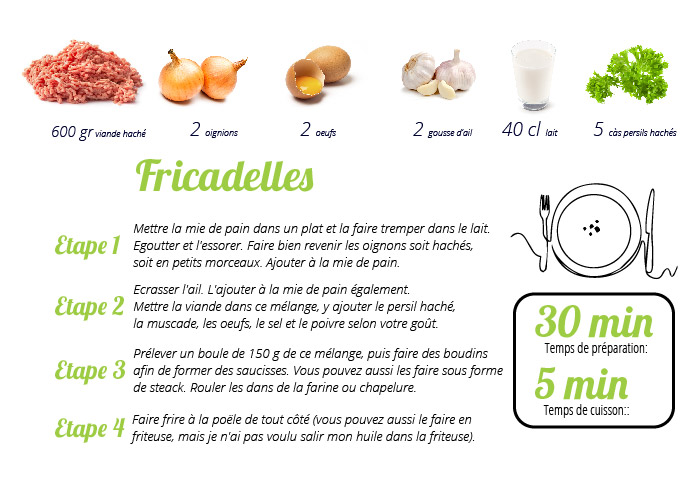 600 gr viande haché
2 oignions
2 oeufs
2 gousse d'ail
40 cl lait
5 càs persils hachés
Fricadelles
Etape 1
Mettre la mie de pain dans un plat et la faire tremper dans le lait.
Egoutter et l'essorer. Faire bien revenir les oignons soit hachés,
soit en petits morceaux. Ajouter à la mie de pain.
Etape 2
Ecraser l'ail. L'ajouter à la mie de pain également.
Mettre la viande dans ce mélange, y ajouter le persil haché,
la muscade, les oeufs, le sel et le poivre selon votre goût.
Etape 3
Prélever un boule de 150 g de ce mélange, puis faire des boudins
afin de former des saucisses. Vous pouvez aussi les faire sous forme
de steack. Rouler les dans de la farine ou chapelure.
Etape 4
Faire frire à la poële de tout côté (vous pouvez aussi le faire en
friteuse, mais je n'ai pas voulu salir mon huile dans la friteuse).
30 min
Temps de préparation:
5 min
Temps de cuisson::